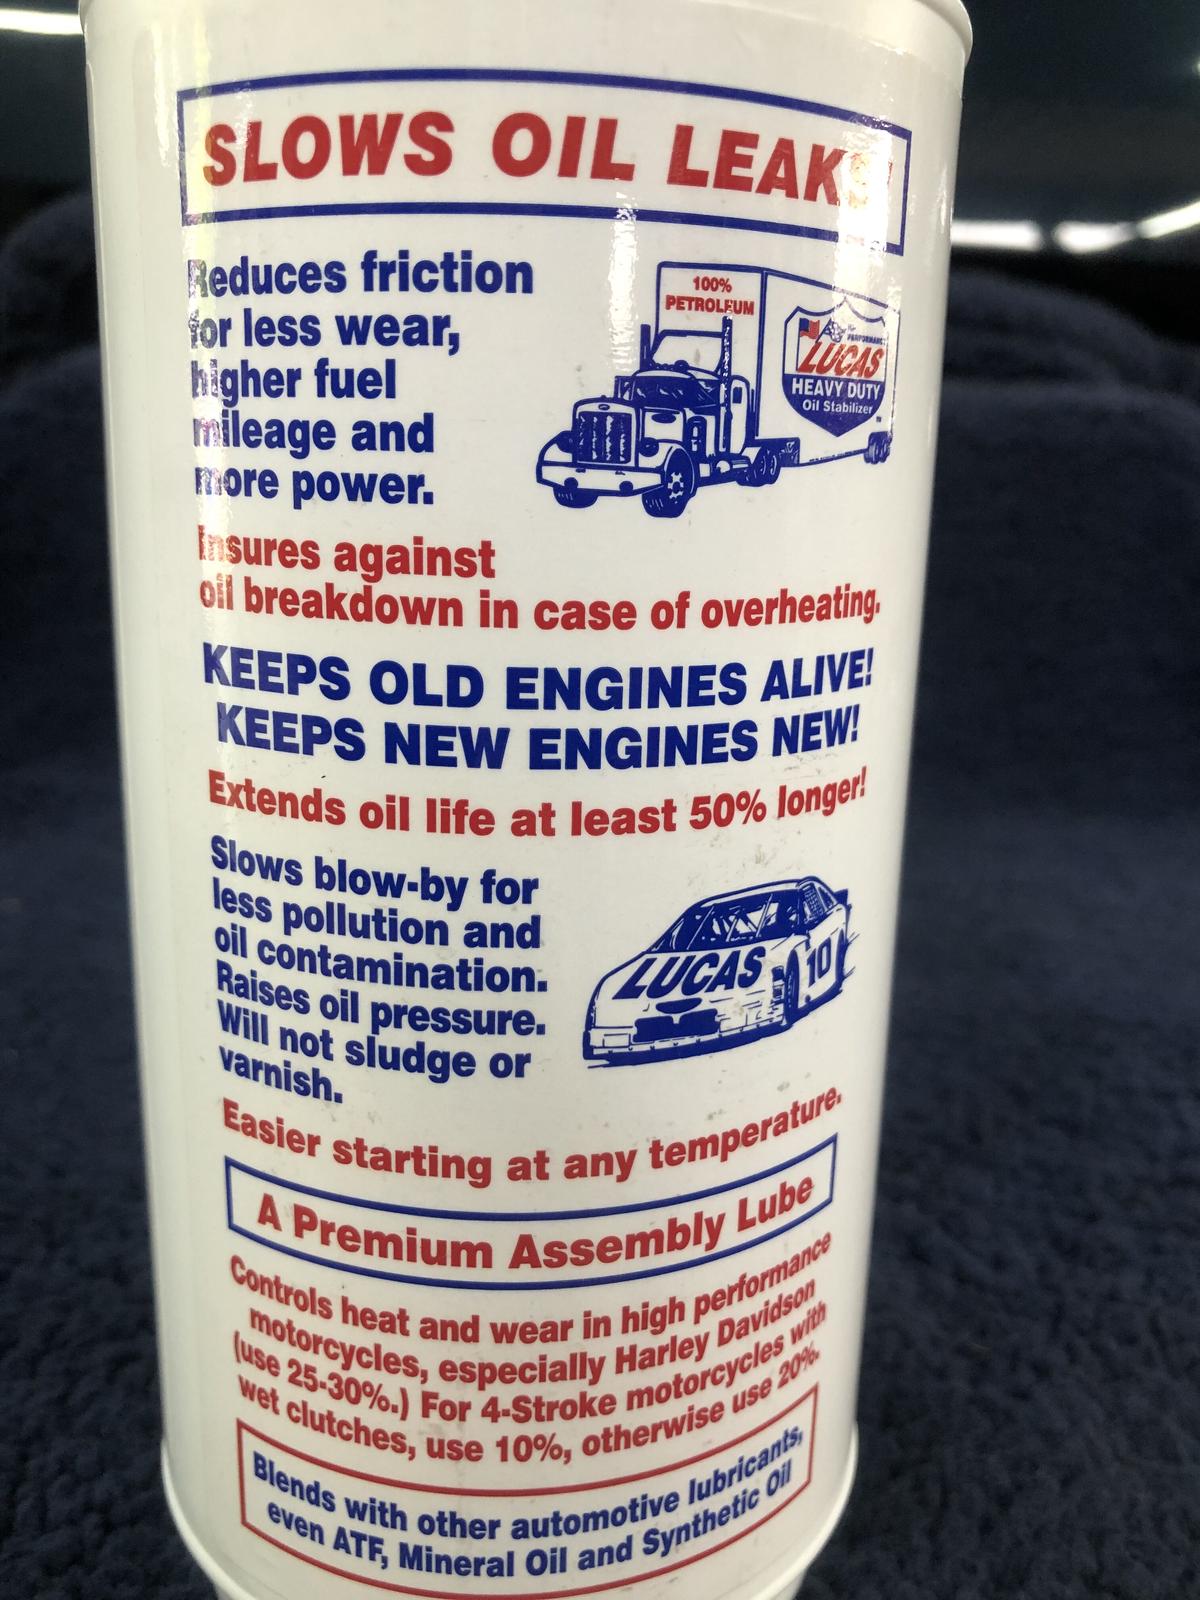 SLOWS OIL LEAKS!
Reduces friction
for less wear,
higher fuel
mileage and
more power.
100%
PETROLEUM
LUCAS
HEAVY DUTY
Oil Stabilizer
Insures against
oil breakdown in case of overheating.
KEEPS OLD ENGINES ALIVE!
KEEPS NEW ENGINES NEW!
Extends oil life at least 50% longer!
Slows blow-by for
less pollution and
oil contamination.
Raises oil pressure.
Will not sludge or
varnish.
LUCAS
10
Easier starting at any temperature.
A Premium Assembly Lube
Controls heat and wear in high performance
motorcycles, especially Harley Davidson
(use 25-30%.) For 4-Stroke motorcycles with
wet clutches, use 10%, otherwise use 20%.
Blends with other automotive lubricants,
even ATF, Mineral Oil and Synthetic Oil